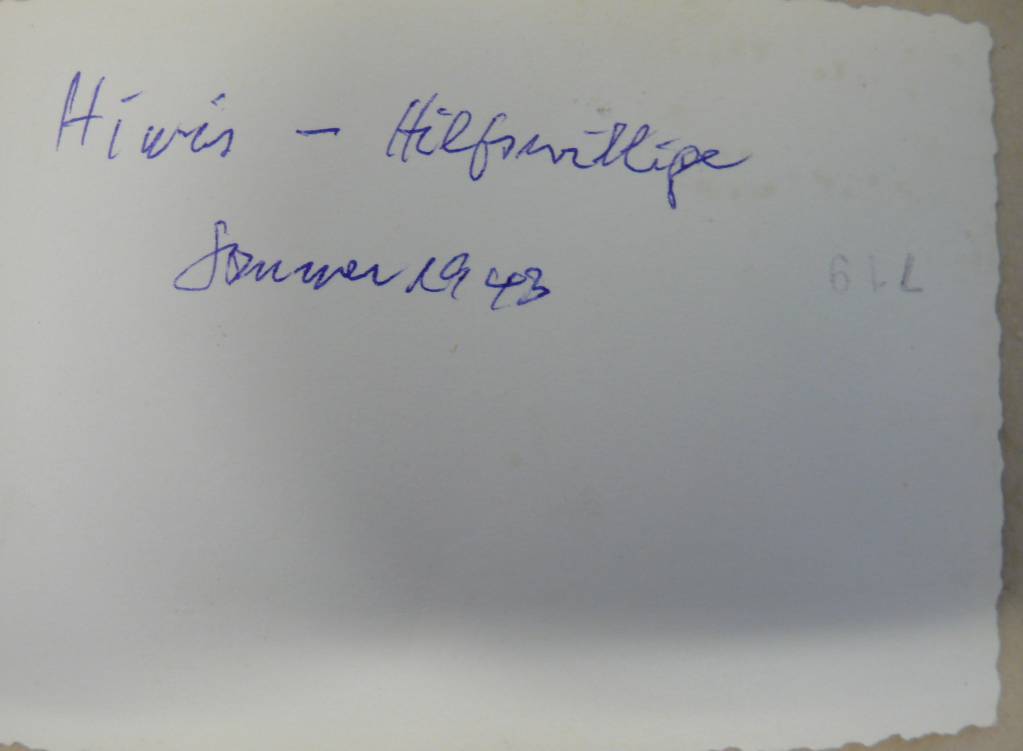 Hiwis – Hilfswillige
Sommer 1943
719